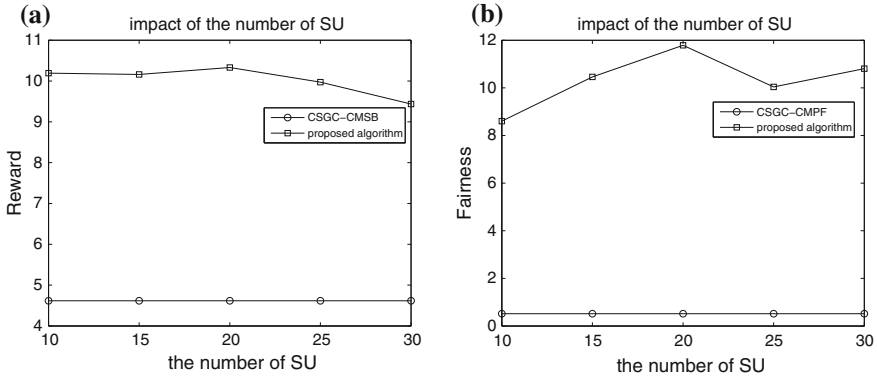 (a)
impact of the number of SU
11
10
9
8
7
6
5
4
Reward
CSGC-CMSB
proposed algorithm
10 15 20 25 30
the number of SU
(b)
impact of the number of SU
12
10
8
6
4
2
0
Fairness
CSGC-CMPF
proposed algorithm
10 15 20 25 30
the number of SU